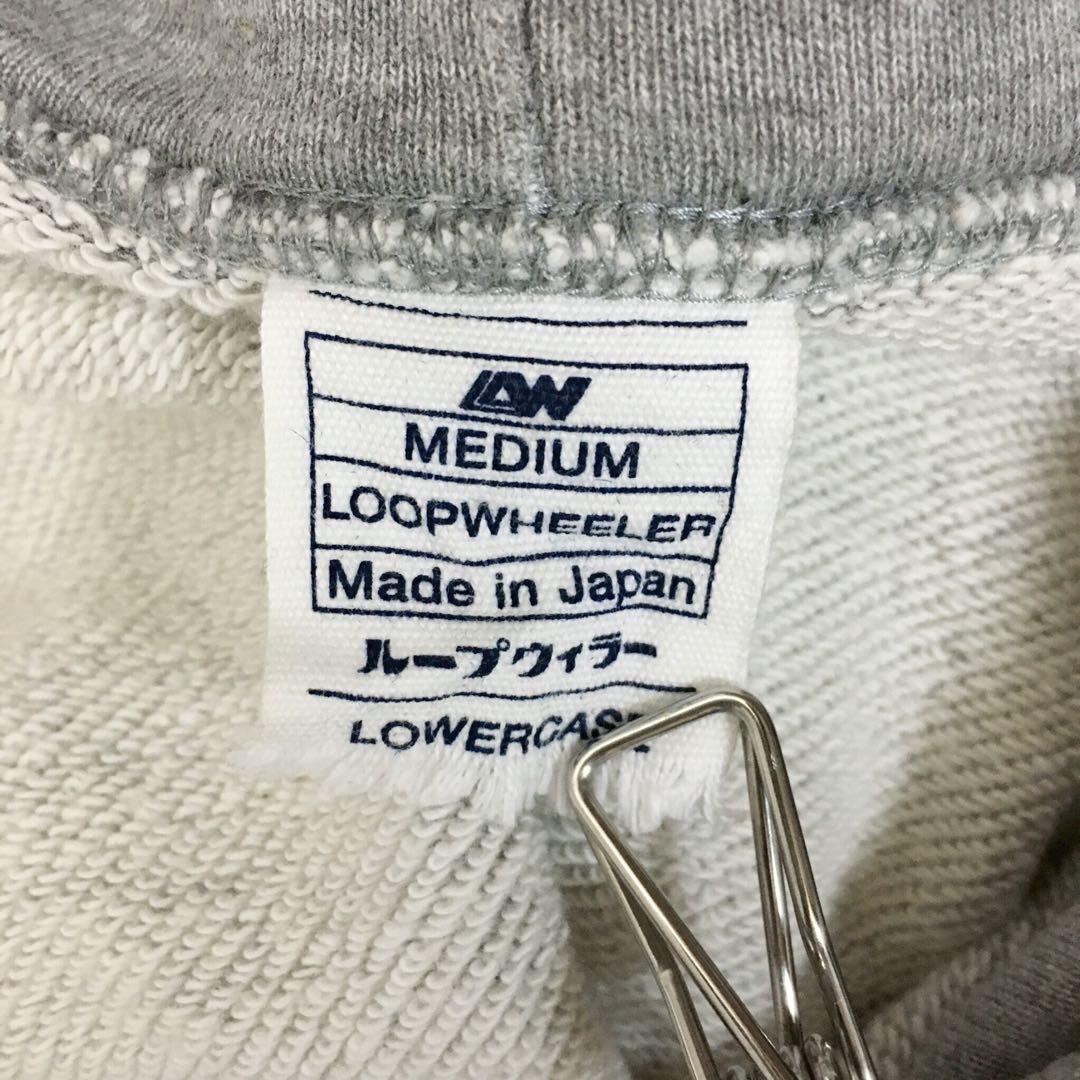 LW
MEDIUM
LOOPWHEELER
Made in Japan
ループウィラー